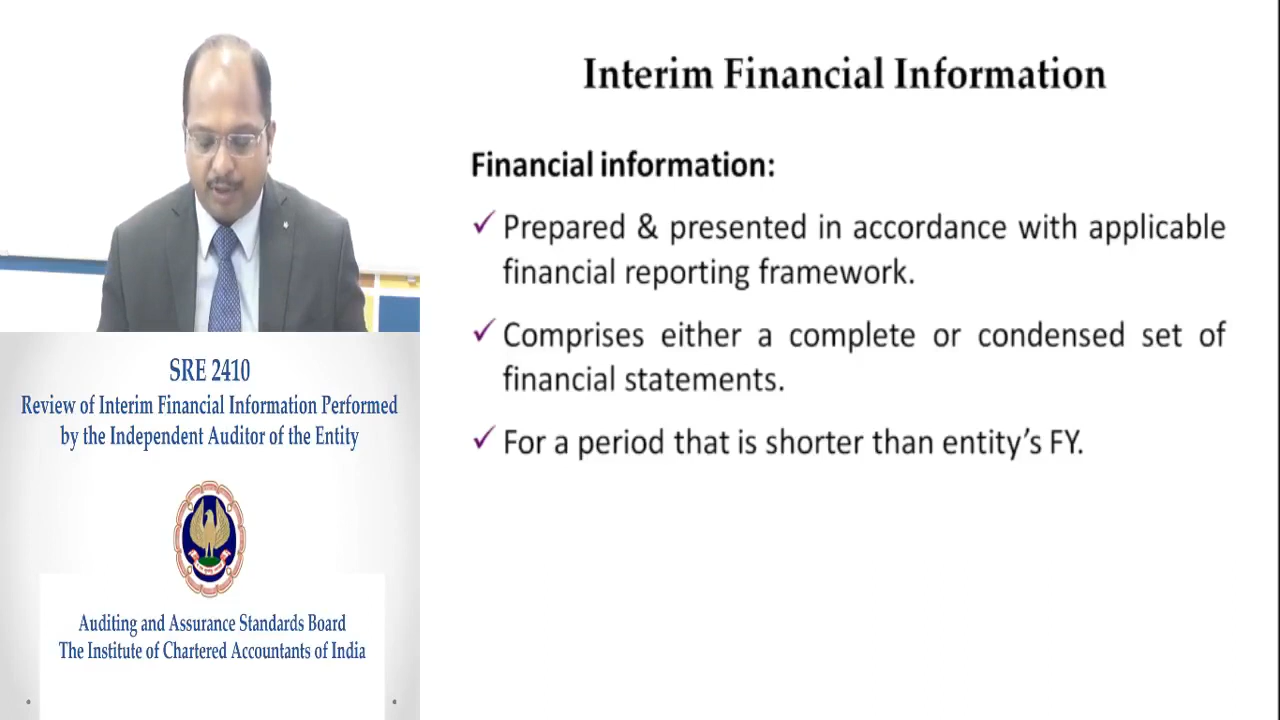 Interim Financial Information
Financial information:
✓ Prepared & presented in accordance with applicable
financial reporting framework.
✓ Comprises either a complete or condensed set of
financial statements.
✓ For a period that is shorter than entity’s FY.
SRE 2410
Review of Interim Financial Information Performed
by the Independent Auditor of the Entity
Auditing and Assurance Standards Board
The Institute of Chartered Accountants of India